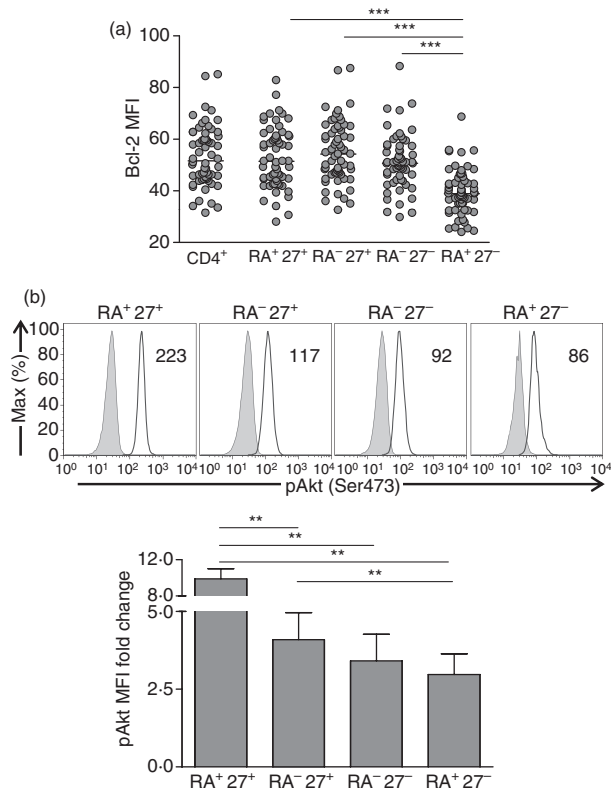 (a)
***
***
***
100
80
60
40
20
Bcl-2 MFI
CD4⁺
RA⁺ 27⁺
RA⁻ 27⁺
RA⁻ 27⁻
RA⁺ 27⁻
(b)
RA⁺ 27⁺
RA⁻ 27⁺
RA⁻ 27⁻
RA⁺ 27⁻
100
80
60
40
20
0
Max (%)
223
117
92
86
10⁰ 10¹ 10² 10³ 10⁴
10⁰ 10¹ 10² 10³ 10⁴
10⁰ 10¹ 10² 10³ 10⁴
10⁰ 10¹ 10² 10³ 10⁴
pAkt (Ser473)
**
**
**
**
12·0
8·0
5·0
2·5
0·0
pAkt MFI fold change
RA⁺ 27⁺
RA⁻ 27⁺
RA⁻ 27⁻
RA⁺ 27⁻